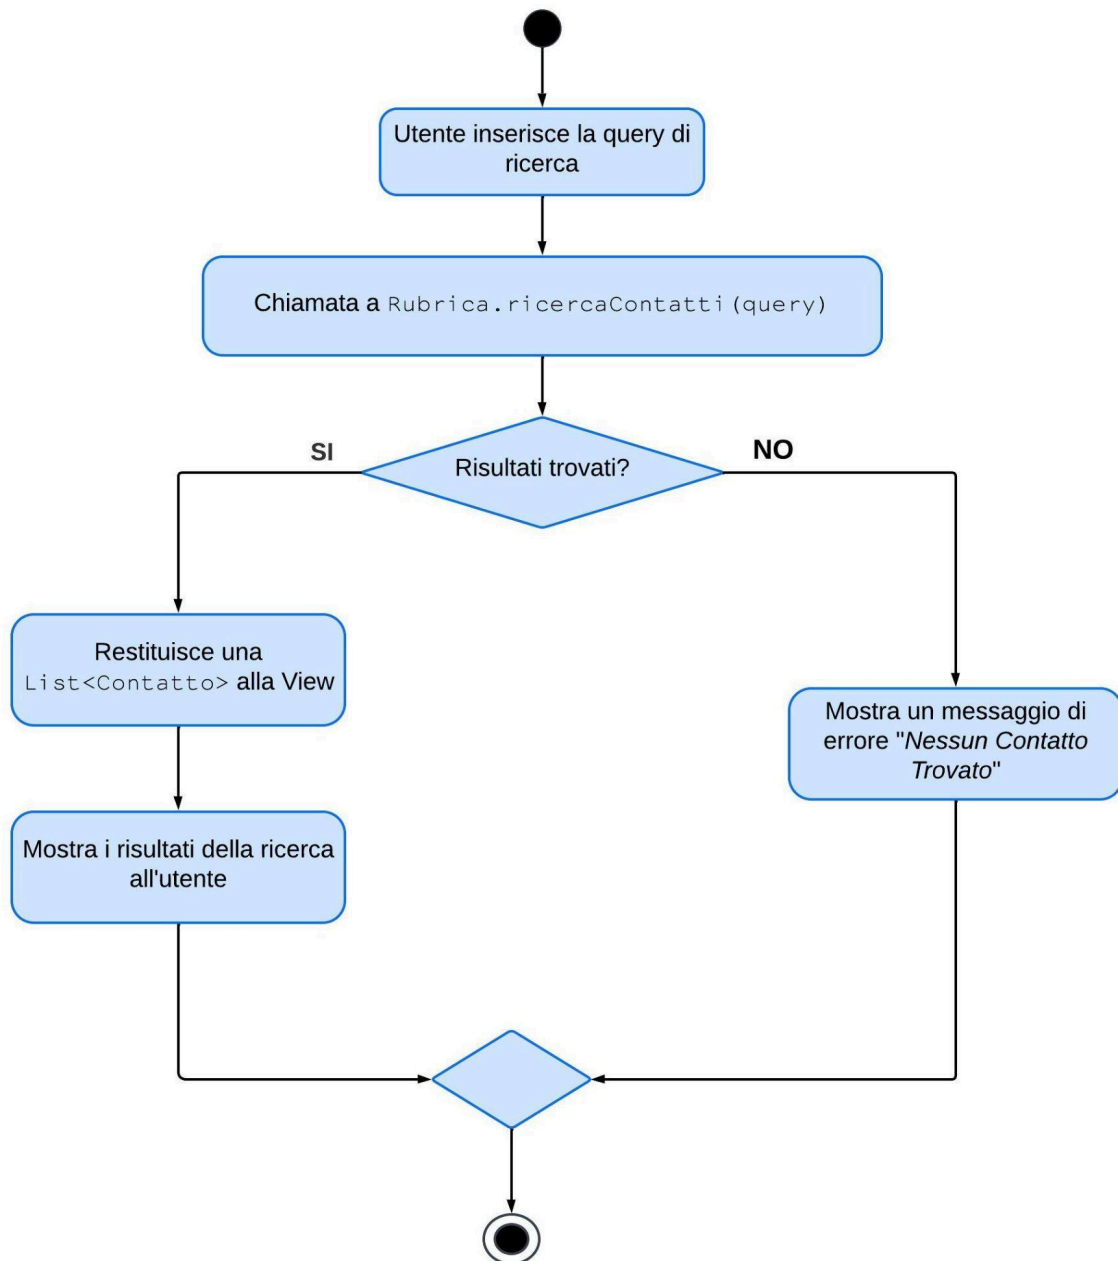 Utente inserisce la query di
ricerca
Chiamata a Rubrica.ricercaContatti(query)
SI
Risultati trovati?
NO
Restituisce una
List<Contatto> alla View
Mostra un messaggio di
errore "Nessun Contatto
Trovato"
Mostra i risultati della ricerca
all'utente